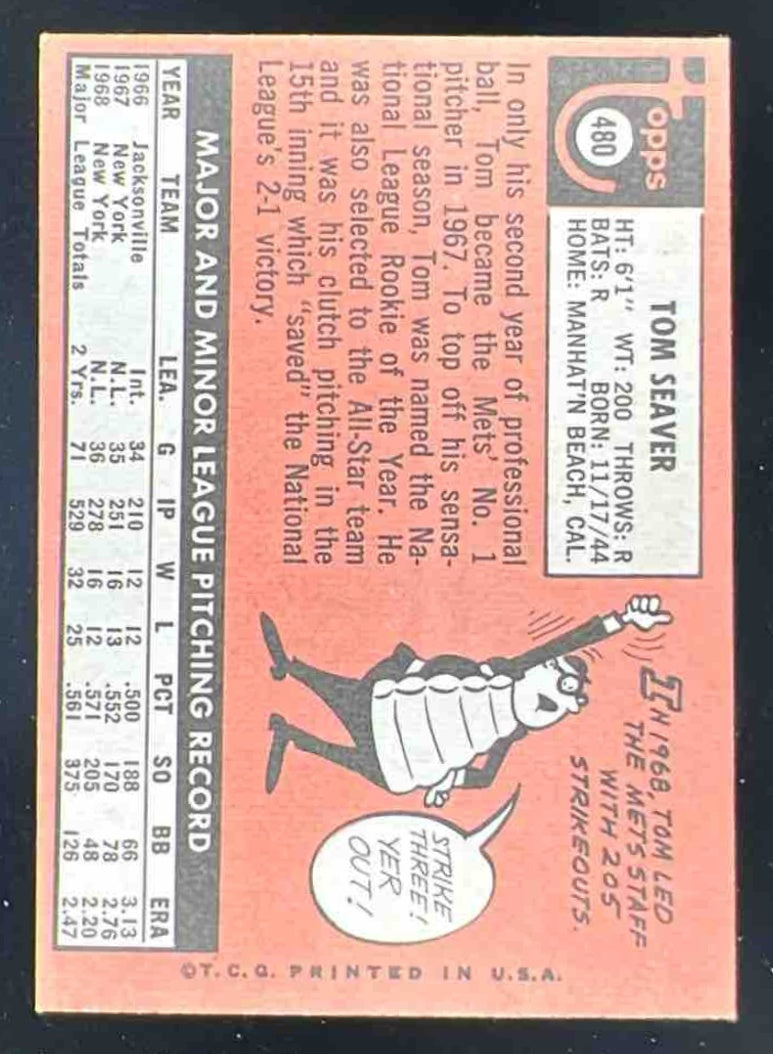 Topps
480
TOM SEAVER
HT: 6'1" WT: 200 THROWS: R
BATS: R BORN: 11/17/44
HOME: MANHAT'N BEACH, CAL.
In only his second year of professional
ball, Tom became the Mets' No. 1
pitcher in 1967. To top off his sensa-
tional season, Tom was named the Na-
tional League Rookie of the Year. He
was also selected to the All-Star team
and it was his clutch pitching in the
15th inning which "saved" the National
League's 2-1 victory.
IN 1968, TOM LED
THE METS STAFF
WITH 205
STRIKEOUTS.
STRIKE
THREE!
YER
OUT!
MAJOR AND MINOR LEAGUE PITCHING RECORD
YEAR TEAM LEA. G IP W L PCT SO BB ERA
1966 Jacksonville Int. 34 210 12 12 .500 188 66 3.13
1967 New York N.L. 35 251 16 13 .552 170 78 2.76
1968 New York N.L. 36 278 16 12 .571 205 48 2.20
Major League Totals 2 Yrs. 71 529 32 25 .561 375 126 2.47
©T.C.G. PRINTED IN U.S.A.